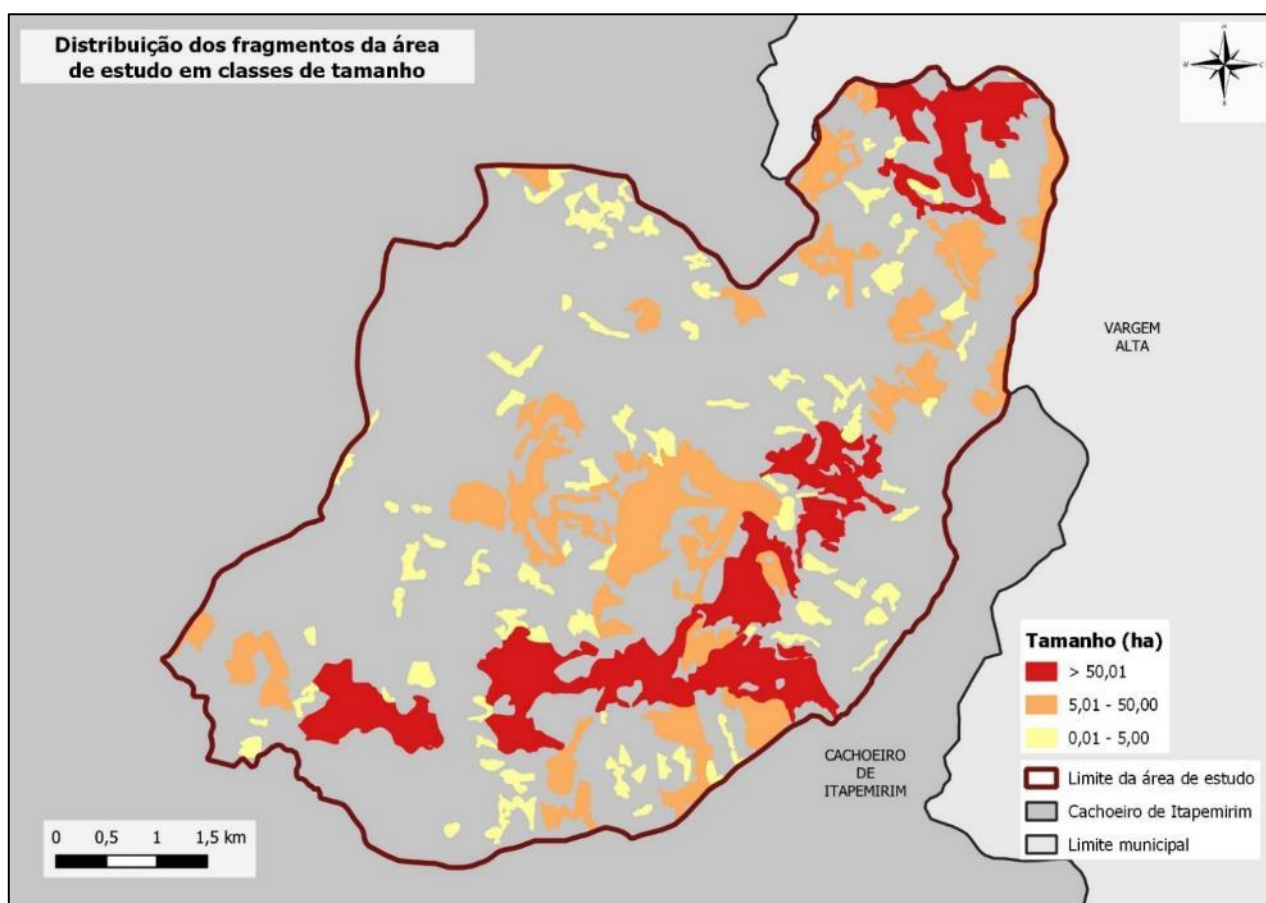 Distribuição dos fragmentos da área
de estudo em classes de tamanho
VARGEM
ALTA
CACHOEIRO
DE
ITAPEMIRIM
Tamanho (ha)
> 50,01
5,01 - 50,00
0,01 - 5,00
Limite da área de estudo
Cachoeiro de Itapemirim
Limite municipal
0 0,5 1 1,5 km